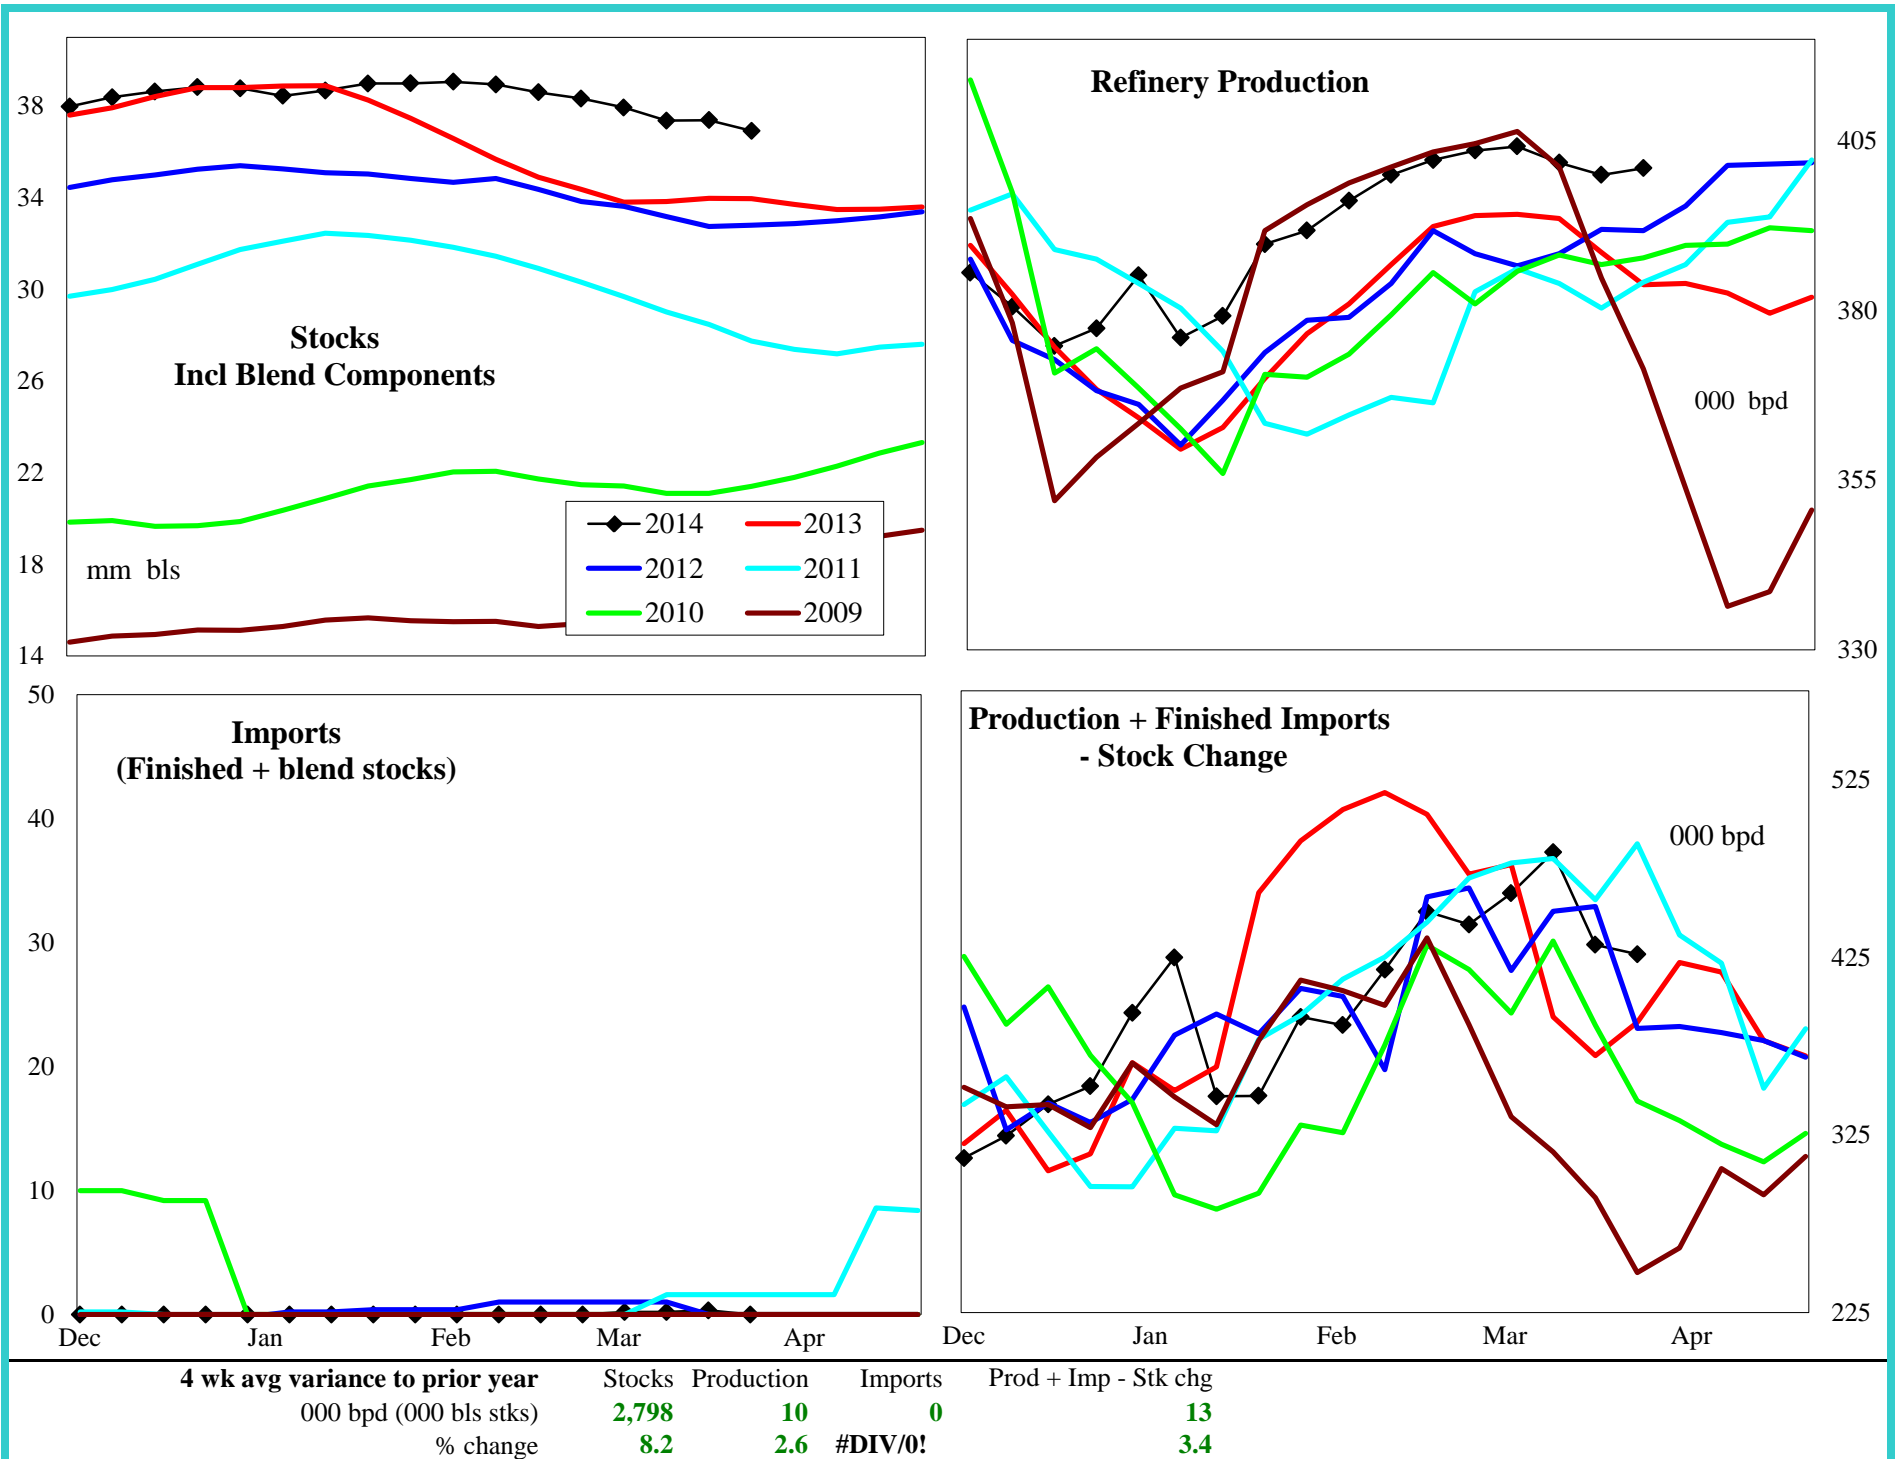 38
34
30
26
22
18
14
Stocks
Incl Blend Components
mm bls
2014
2013
2012
2011
2010
2009
Refinery Production
405
380
355
330
000 bpd
50
40
30
20
10
0
Imports
(Finished + blend stocks)
Dec Jan Feb Mar Apr
Production + Finished Imports
- Stock Change
525
425
325
225
000 bpd
Dec Jan Feb Mar Apr
4 wk avg variance to prior year Stocks Production Imports Prod + Imp - Stk chg
000 bpd (000 bls stks) 2,798 10 0 13
% change 8.2 2.6 #DIV/0! 3.4